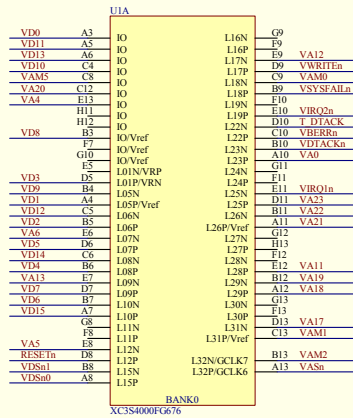 U1A
VD0 A3 IO L16N G9
VD11 A5 IO L16P F9
VD13 A6 IO L17N E9 VA12
VD10 C4 IO L17P D9 VWRITEn
VAM5 C8 IO L18N C9 VAM0
VA20 C12 IO L18P B9 VSYSFAILn
VA4 E13 IO L19N F10
H11 IO L19P E10 VIRQ2n
H12 IO L22N D10 T_DTACK
VD8 B3 IO/Vref L22P C10 VBERRn
F7 IO/Vref L23N B10 VDTACKn
G10 IO/Vref L23P A10 VA0
E5 L01N/VRP L24N G11
VD3 D5 L01P/VRN L24P F11
VD9 B4 L05N L25N E11 VIRQ1n
VD1 A4 L05P/Vref L25P D11 VA23
VD12 C5 L06N L26N B11 VA22
VD2 B5 L06P L26P/Vref A11 VA21
VA6 E6 L07N L27N G12
VD5 D6 L07P L27P H13
VD14 C6 L08N L28N F12
VD4 B6 L08P L28P E12 VA11
VA13 E7 L09N L29N B12 VA19
VD7 D7 L09P L29P A12 VA18
VD6 B7 L10N L30N G13
VD15 A7 L10P L30P F13
G8 L11N L31N D13 VA17
F8 L11P L31P/Vref C13 VAM1
VA5 E8 L12N
RESETn D8 L12P L32N/GCLK7 B13 VAM2
VDSn1 B8 L15N L32P/GCLK6 A13 VASn
VDSn0 A8 L15P
BANK0
XC3S4000FG676